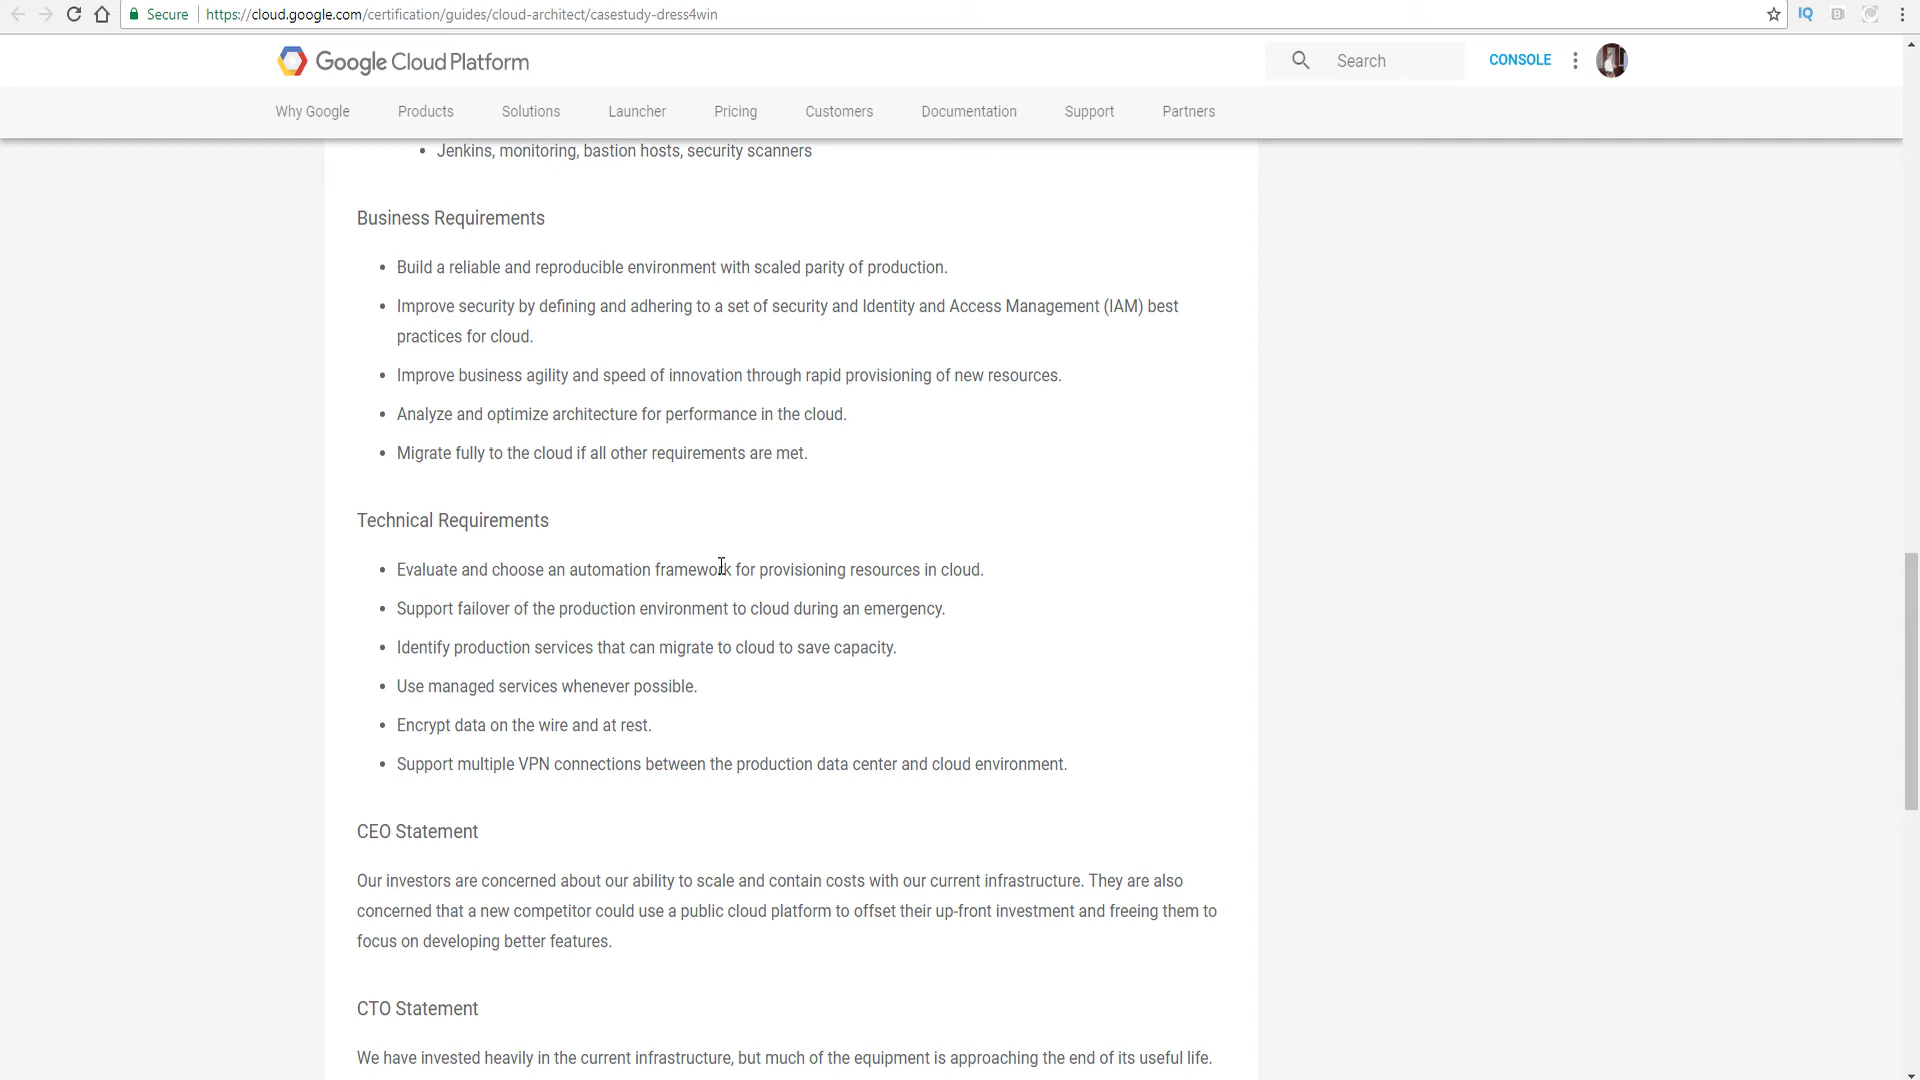 Secure https://cloud.google.com/certification/guides/cloud-architect/casestudy-dress4win
Google Cloud Platform
Search
CONSOLE
Why Google Products Solutions Launcher Pricing Customers Documentation Support Partners
• Jenkins, monitoring, bastion hosts, security scanners
Business Requirements
• Build a reliable and reproducible environment with scaled parity of production.
• Improve security by defining and adhering to a set of security and Identity and Access Management (IAM) best
practices for cloud.
• Improve business agility and speed of innovation through rapid provisioning of new resources.
• Analyze and optimize architecture for performance in the cloud.
• Migrate fully to the cloud if all other requirements are met.
Technical Requirements
• Evaluate and choose an automation framework for provisioning resources in cloud.
• Support failover of the production environment to cloud during an emergency.
• Identify production services that can migrate to cloud to save capacity.
• Use managed services whenever possible.
• Encrypt data on the wire and at rest.
• Support multiple VPN connections between the production data center and cloud environment.
CEO Statement
Our investors are concerned about our ability to scale and contain costs with our current infrastructure. They are also
concerned that a new competitor could use a public cloud platform to offset their up-front investment and freeing them to
focus on developing better features.
CTO Statement
We have invested heavily in the current infrastructure, but much of the equipment is approaching the end of its useful life.